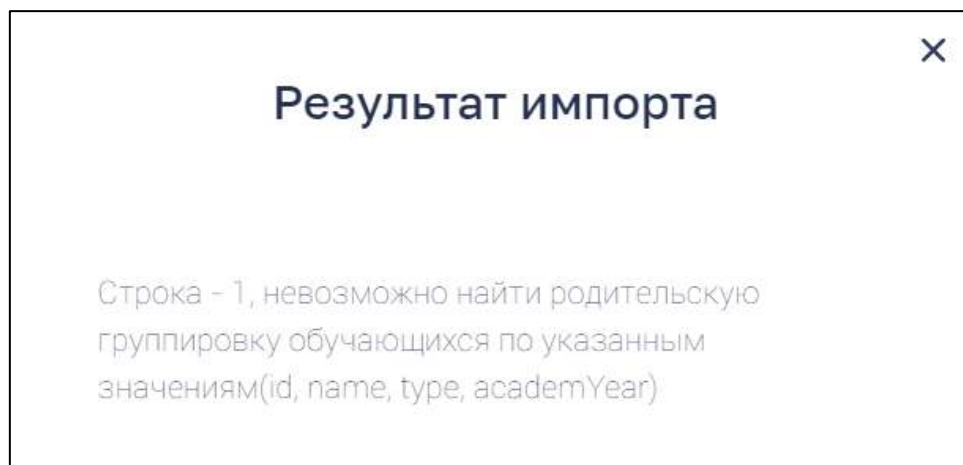 Результат импорта
Строка - 1, невозможно найти родительскую
группировку обучающихся по указанным
значениям(id, name, type, academYear)